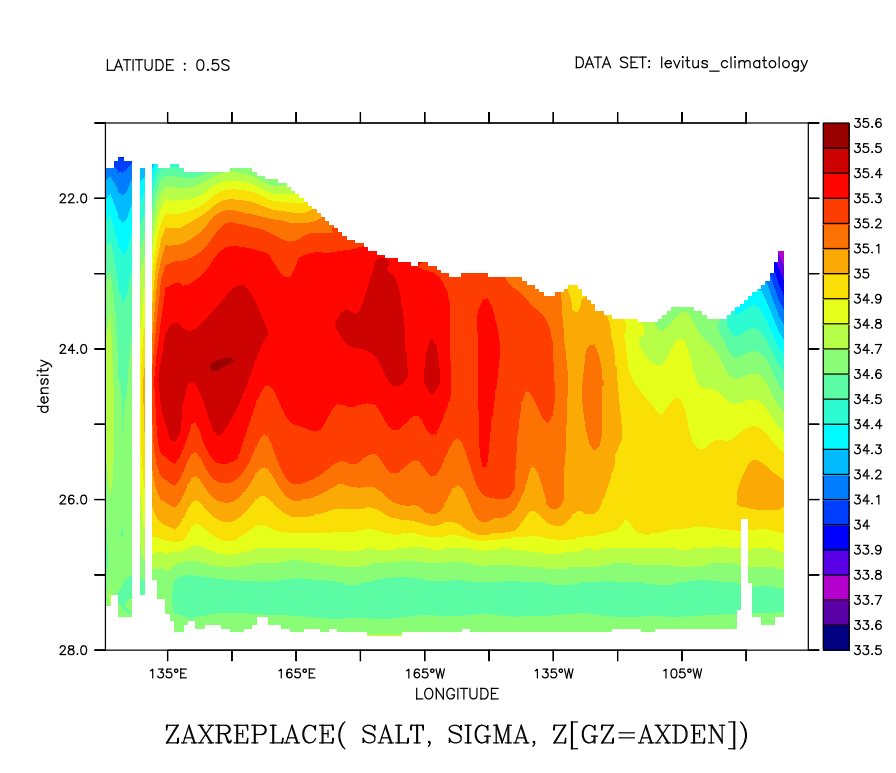 LATITUDE : 0.5S
DATA SET: levitus_climatology
35.6
35.5
35.4
35.3
35.2
35.1
35
34.9
34.8
34.7
34.6
34.5
34.4
34.3
34.2
34.1
34
33.9
33.8
33.7
33.6
33.5
22.0
24.0
26.0
28.0
density
135°E
165°E
165°W
135°W
105°W
LONGITUDE
ZAXREPLACE( SALT, SIGMA, Z[GZ=AXDEN])